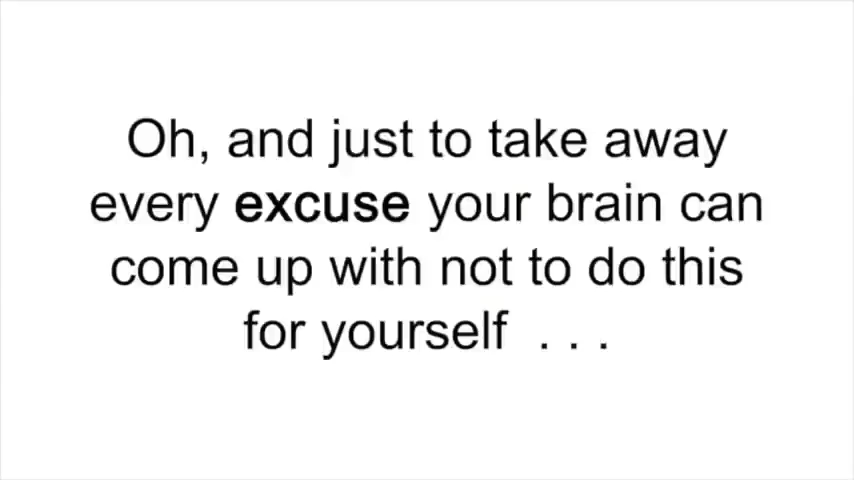 Oh, and just to take away
every excuse your brain can
come up with not to do this
for yourself . . .